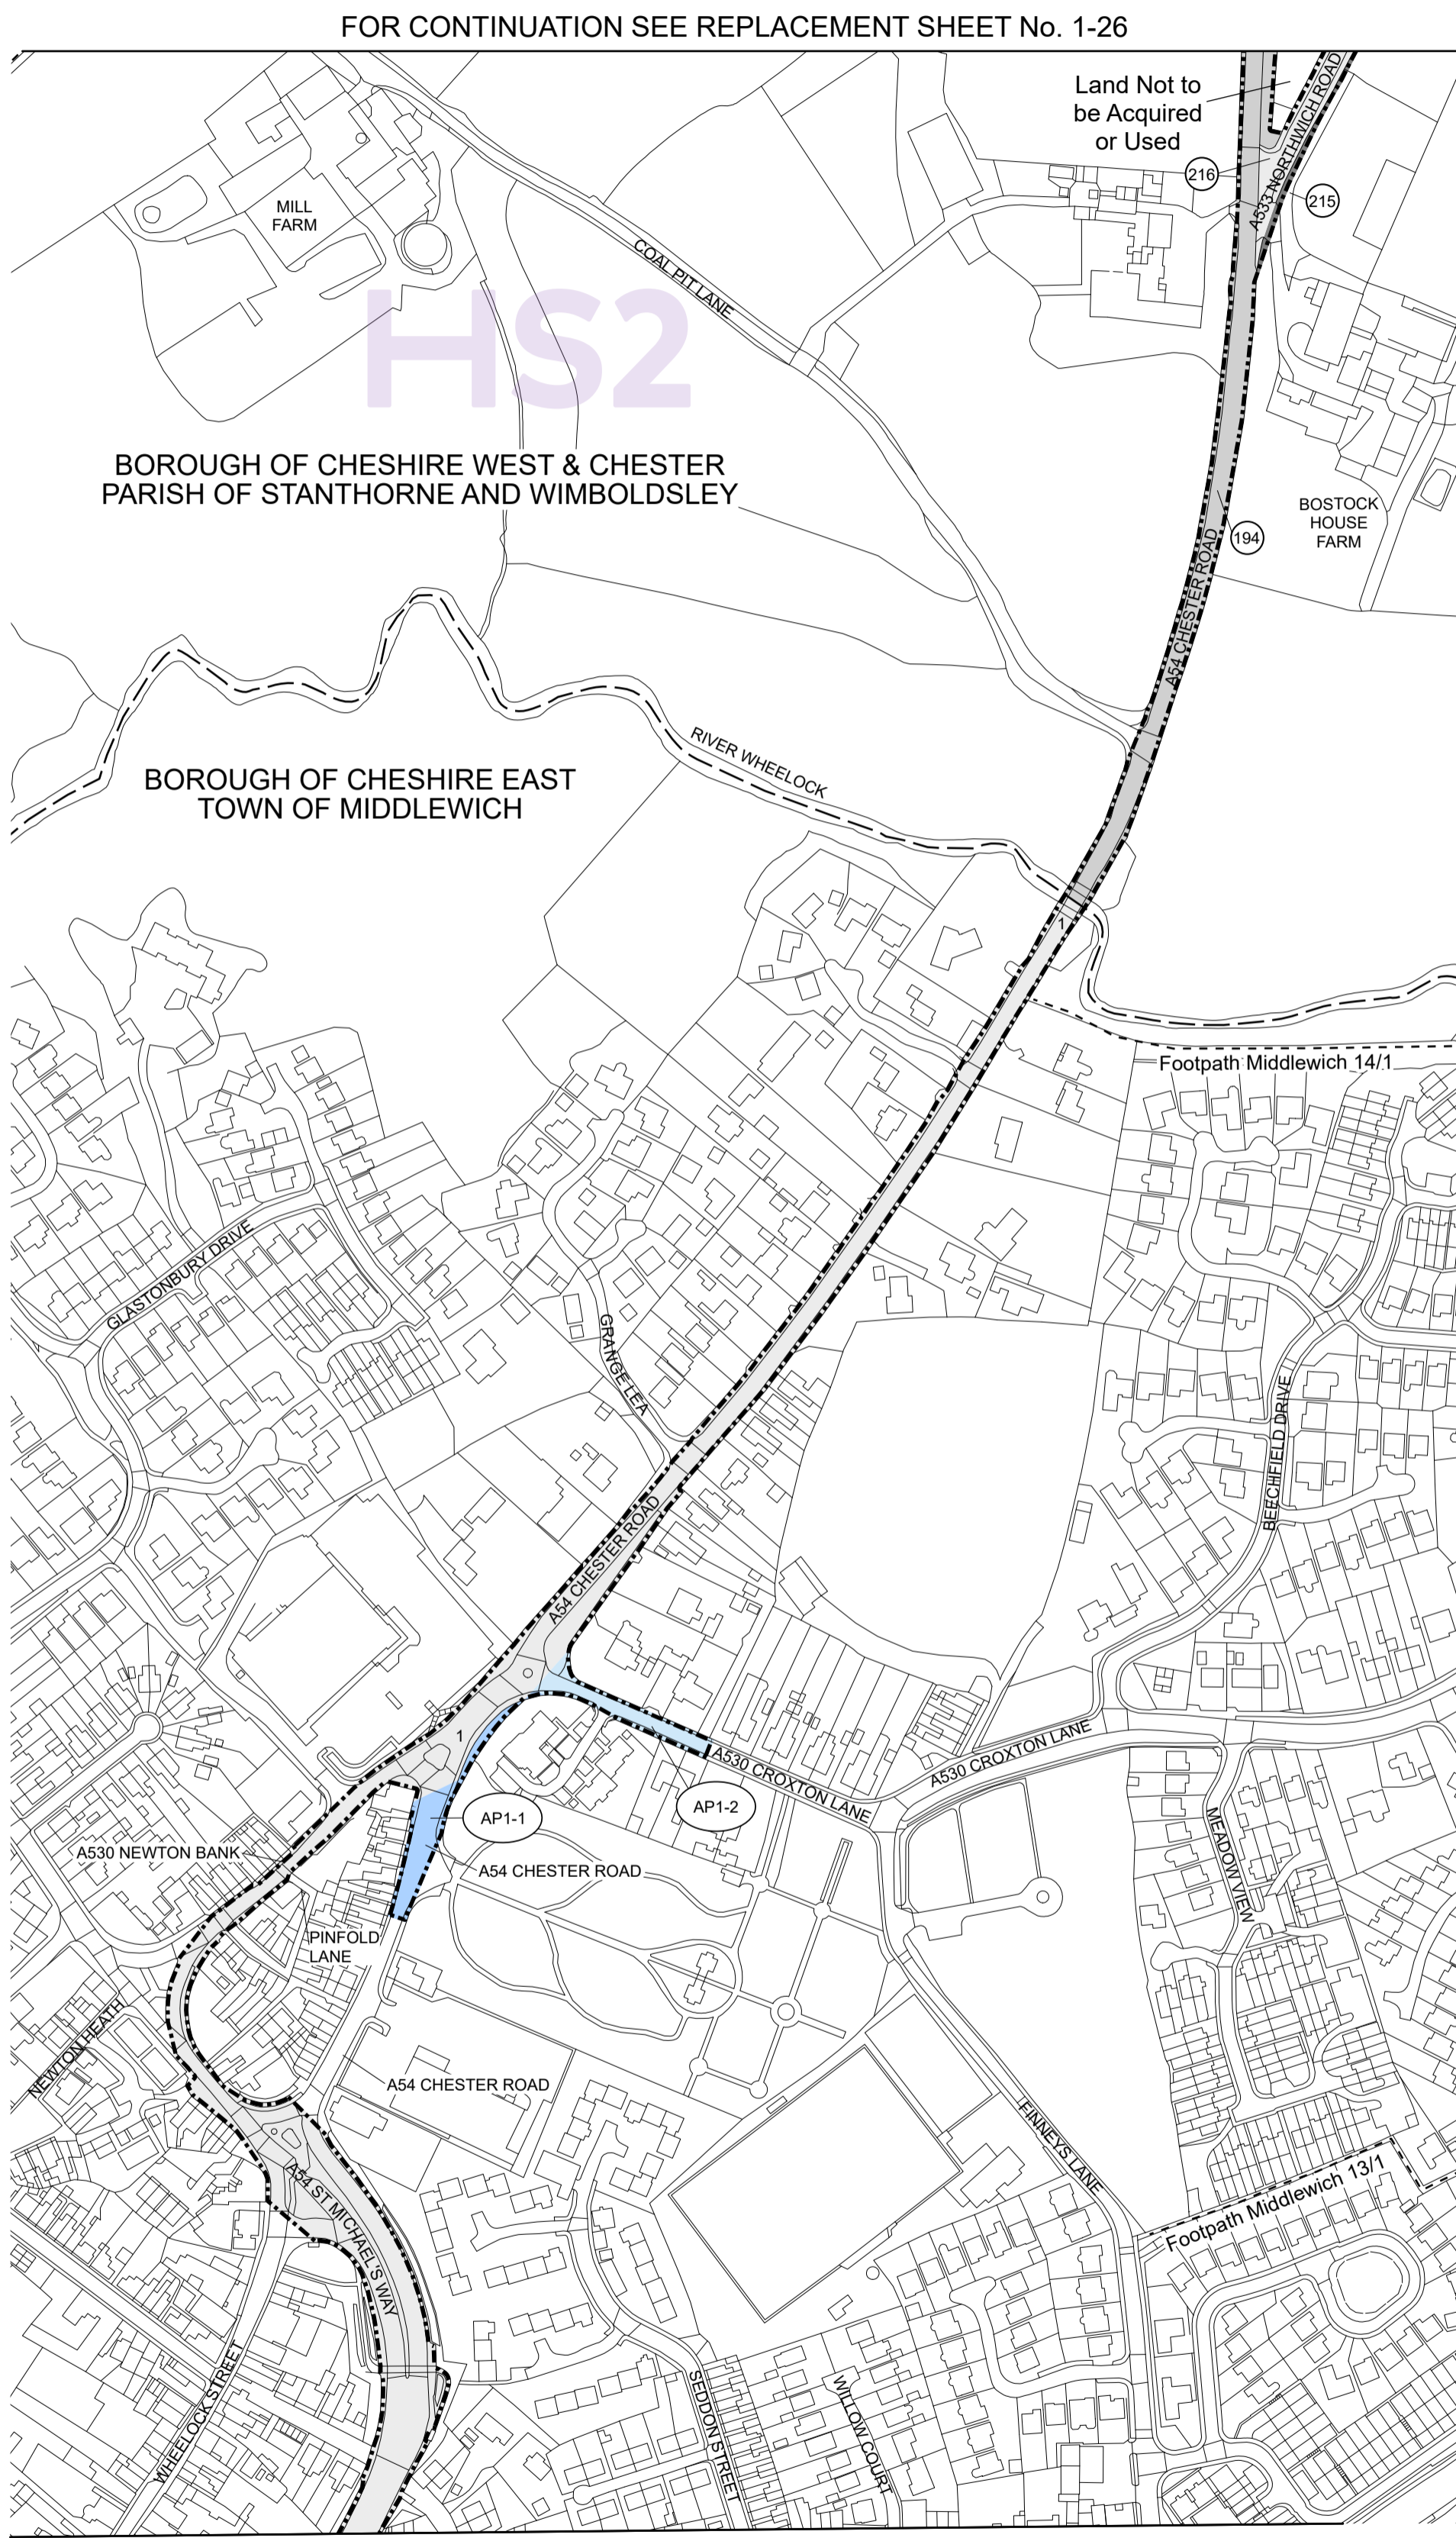 FOR CONTINUATION SEE REPLACEMENT SHEET No. 1-26
Land Not to
be Acquired
or Used
216
A533 NORTHWICH ROAD
215
MILL
FARM
COAL PIT LANE
HS2
BOROUGH OF CHESHIRE WEST & CHESTER
PARISH OF STANTHORNE AND WIMBOLDSLEY
BOSTOCK
HOUSE
FARM
194
A54 CHESTER ROAD
RIVER WHEELOCK
BOROUGH OF CHESHIRE EAST
TOWN OF MIDDLEWICH
1
Footpath Middlewich 14/1
GLASTONBURY DRIVE
GRANGE LEA
BEECHFIELD DRIVE
A54 CHESTER ROAD
1
A530 CROXTON LANE
A530 CROXTON LANE
AP1-1
AP1-2
A530 NEWTON BANK
A54 CHESTER ROAD
MEADOW VIEW
PINFOLD
LANE
NEWTON HEATH
A54 CHESTER ROAD
FINNEYS LANE
Footpath Middlewich 13/1
A54 ST MICHAEL'S WAY
WHEELOCK STREET
SEDDON STREET
WILLOW COURT